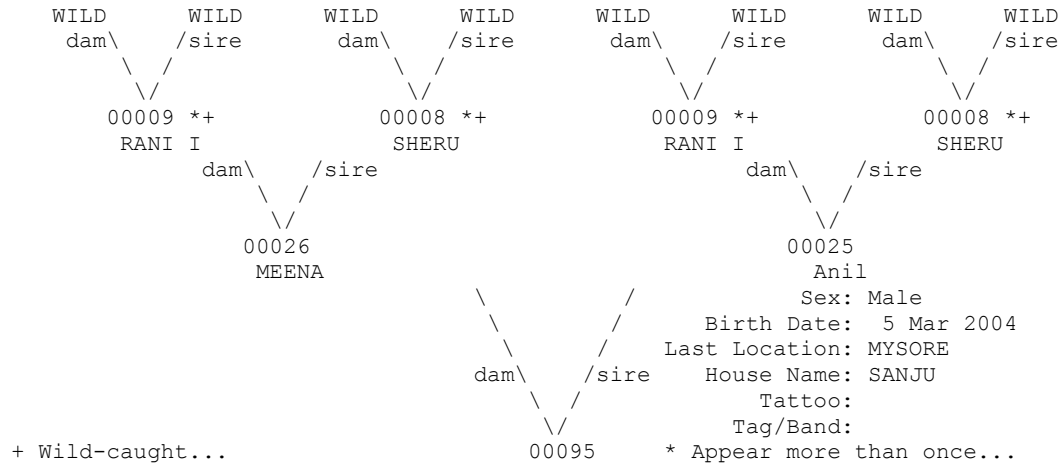 WILD WILD WILD WILD WILD WILD WILD WILD
dam\ /sire dam\ /sire dam\ /sire dam\ /sire
\ / \ / \ / \ /
\/ \/ \/ \/
00009 *+ 00008 *+ 00009 *+ 00008 *+
RANI I SHERU RANI I SHERU
dam\ /sire dam\ /sire
\ / \ /
\/ \/
00026 00025
MEENA Anil
\ / Sex: Male
\ / Birth Date: 5 Mar 2004
\ / Last Location: MYSORE
dam\ /sire House Name: SANJU
\ / Tattoo:
\/ Tag/Band:
+ Wild-caught... 00095 * Appear more than once...